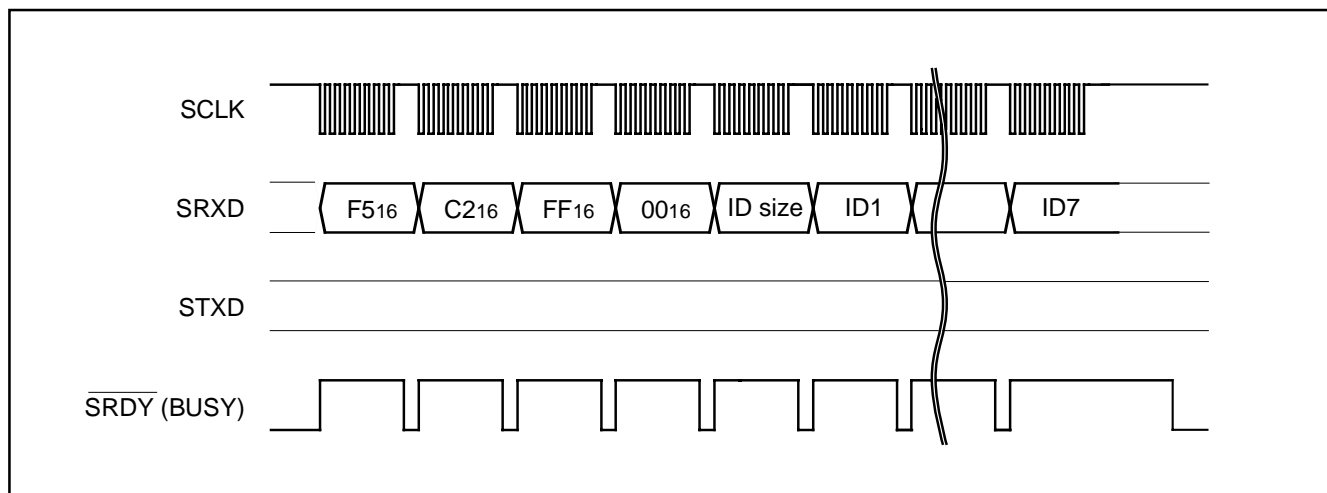 SCLK
SRXD F516 C216 FF16 0016 ID size ID1 ID7
STXD
SRDY (BUSY)